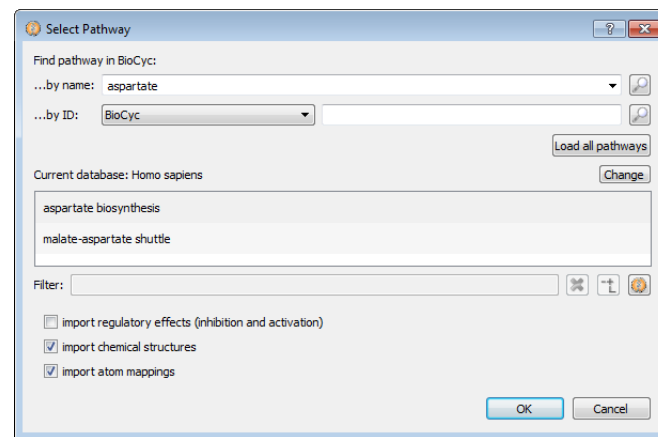 Select Pathway
Find pathway in BioCyc:
...by name: aspartate
...by ID: BioCyc
Load all pathways
Current database: Homo sapiens Change
aspartate biosynthesis
malate-aspartate shuttle
Filter:
import regulatory effects (inhibition and activation)
import chemical structures
import atom mappings
OK Cancel